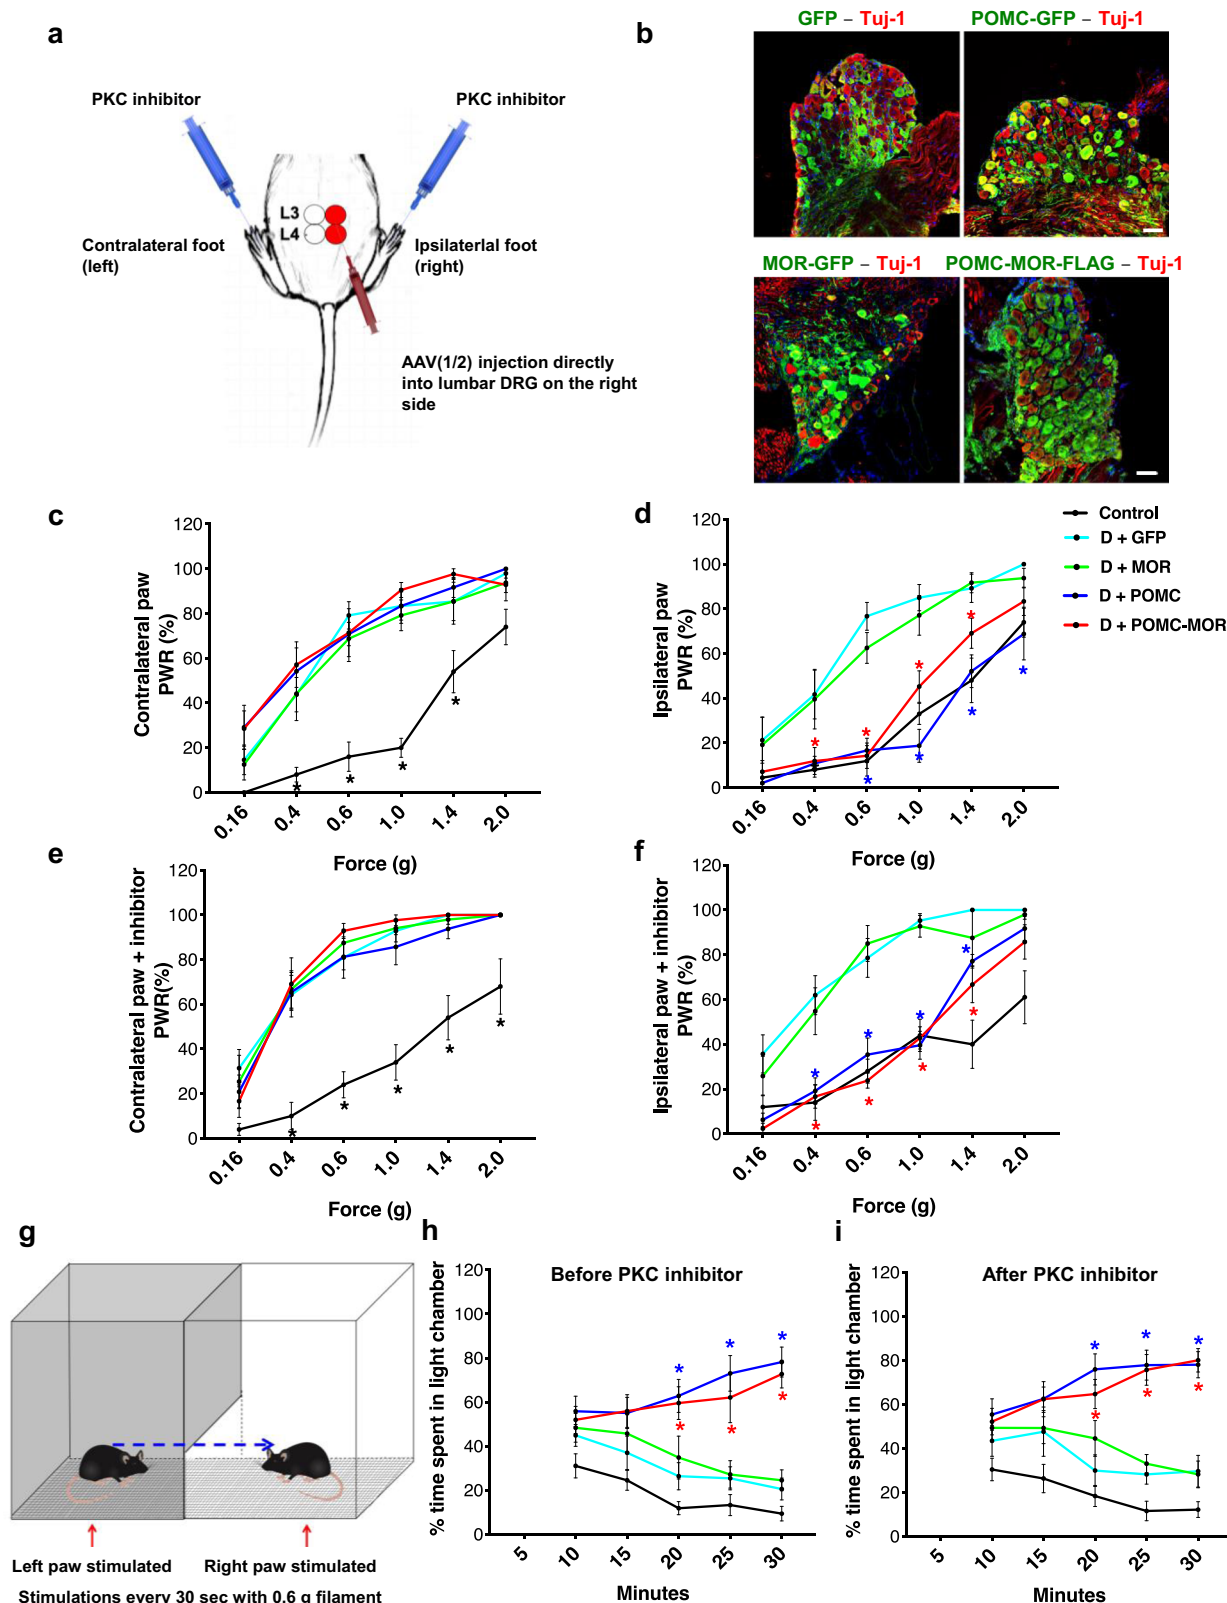 a
PKC inhibitor
PKC inhibitor
L3
L4
Contralateral foot
(left)
Ipsilaterlal foot
(right)
AAV(1/2) injection directly
into lumbar DRG on the right
side
b
GFP – Tuj-1
POMC-GFP – Tuj-1
MOR-GFP – Tuj-1
POMC-MOR-FLAG – Tuj-1
c
Contralateral paw
PWR (%)
120
100
80
60
40
20
0
0.16
0.4
0.6
1.0
1.4
2.0
Force (g)
*
*
*
*
d
Ipsilateral paw
PWR (%)
120
100
80
60
40
20
0
0.16
0.4
0.6
1.0
1.4
2.0
Force (g)
*
*
*
*
*
*
*
*
Control
D + GFP
D + MOR
D + POMC
D + POMC-MOR
e
Contralateral paw + inhibitor
PWR(%)
120
100
80
60
40
20
0
0.16
0.4
0.6
1.0
1.4
2.0
Force (g)
*
*
*
*
*
f
Ipsilateral paw + inhibitor
PWR (%)
120
100
80
60
40
20
0
0.16
0.4
0.6
1.0
1.4
2.0
Force (g)
*
*
*
*
*
*
*
*
g
Left paw stimulated
Right paw stimulated
Stimulations every 30 sec with 0.6 g filament
h
Before PKC inhibitor
% time spent in light chamber
120
100
80
60
40
20
0
5
10
15
20
25
30
Minutes
*
*
*
*
*
*
i
After PKC inhibitor
% time spent in light chamber
120
100
80
60
40
20
0
5
10
15
20
25
30
Minutes
*
*
*
*
*
*